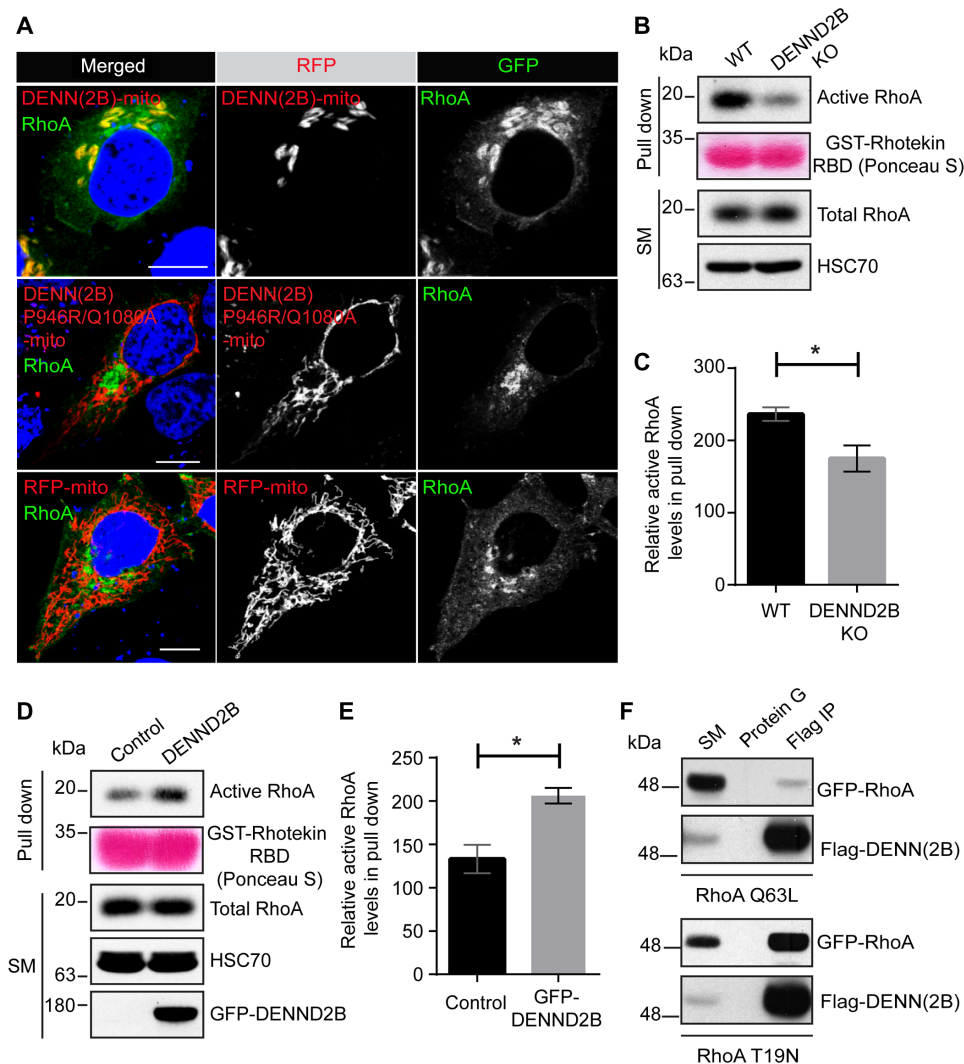 A
Merged
RFP
GFP
DENN(2B)-mito
RhoA
DENN(2B)-mito
RhoA
DENN(2B)
P946R/Q1080A
-mito
RhoA
DENN(2B)
P946R/Q1080A
-mito
RhoA
RFP-mito
RhoA
RFP-mito
RhoA
B
kDa
WT
DENND2B
KO
Pull down
20
Active RhoA
35
GST-Rhotekin
RBD (Ponceau S)
SM
20
Total RhoA
HSC70
63
C
Relative active RhoA
levels in pull down
300
200
100
0
*
WT
DENND2B
KO
D
kDa
Control
DENND2B
Pull down
20
Active RhoA
35
GST-Rhotekin
RBD
(Ponceau S)
SM
20
Total RhoA
HSC70
63
180
GFP-DENND2B
E
Relative active RhoA
levels in pull down
250
200
150
100
50
0
*
Control
GFP-
DENND2B
F
kDa
SM
Protein G
Flag IP
48
GFP-RhoA
48
Flag-DENN(2B)
RhoA Q63L
48
GFP-RhoA
48
Flag-DENN(2B)
RhoA T19N